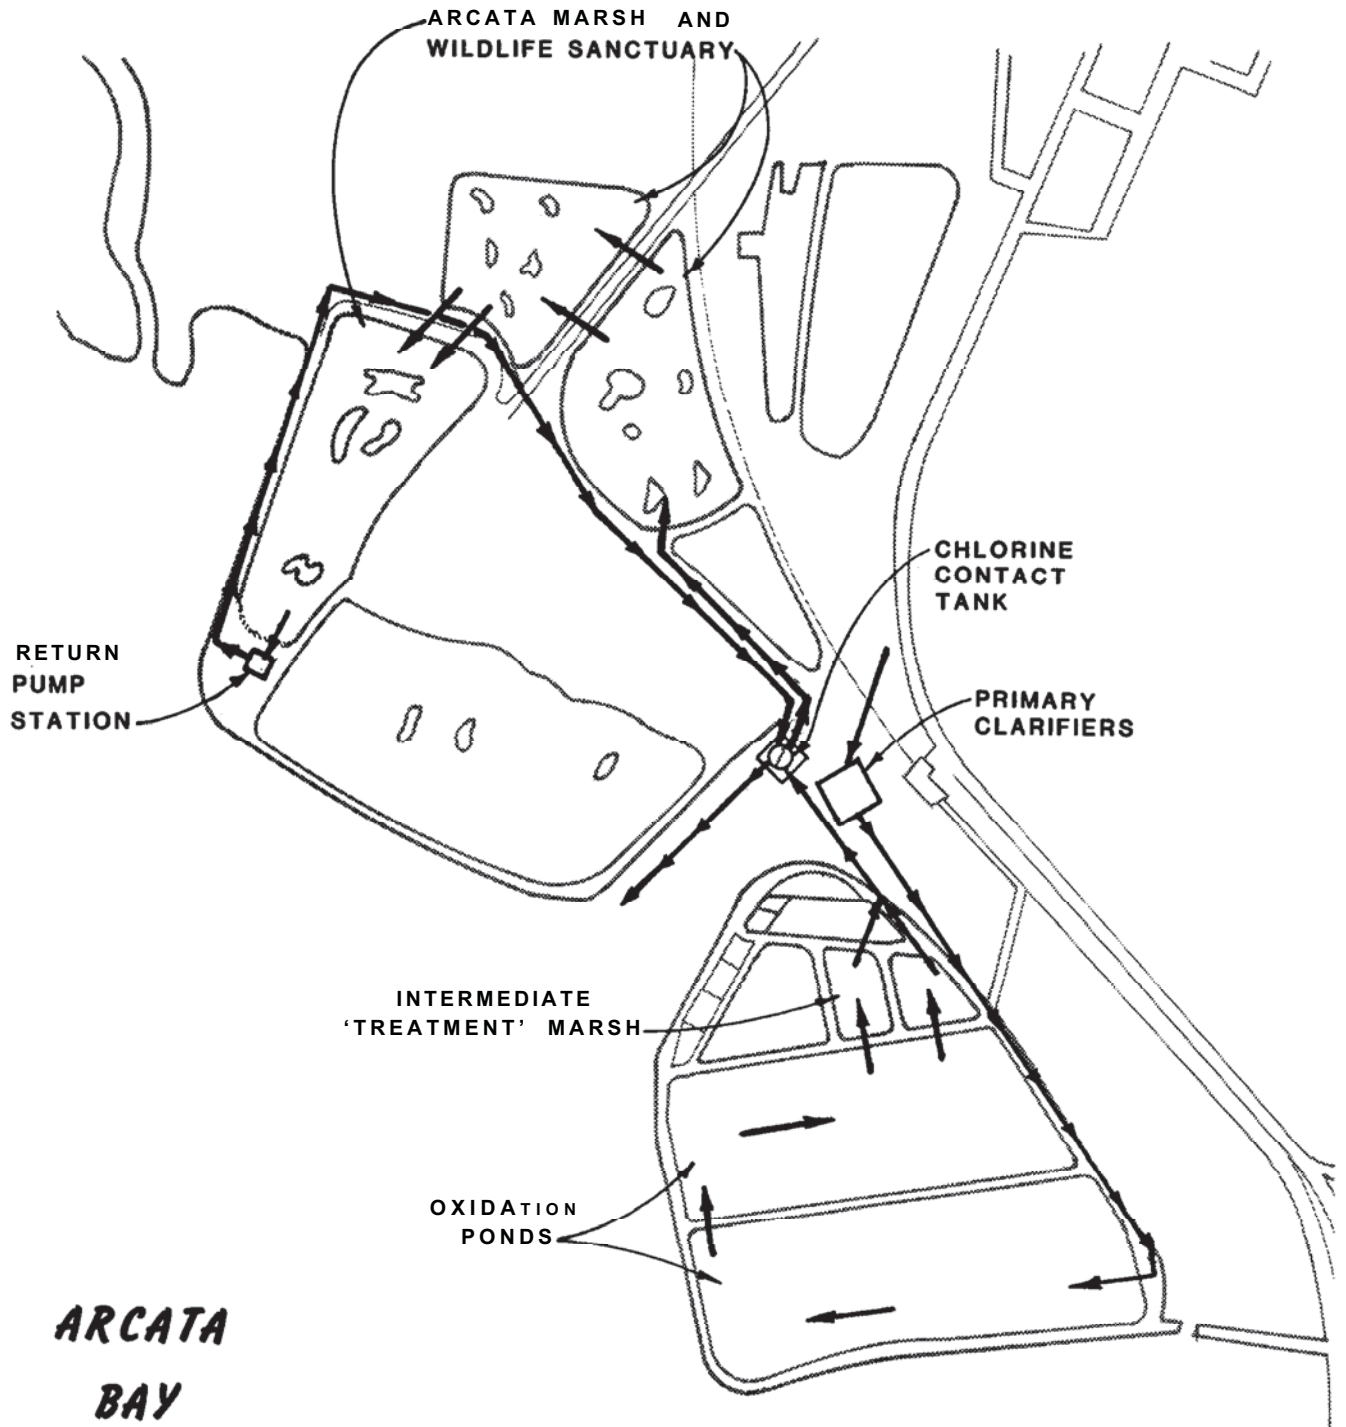 ARCATA MARSH AND
WILDLIFE SANCTUARY
CHLORINE
CONTACT
TANK
RETURN
PUMP
STATION
PRIMARY
CLARIFIERS
INTERMEDIATE
‘TREATMENT’ MARSH
OXIDATION
PONDS
ARCATA
BAY